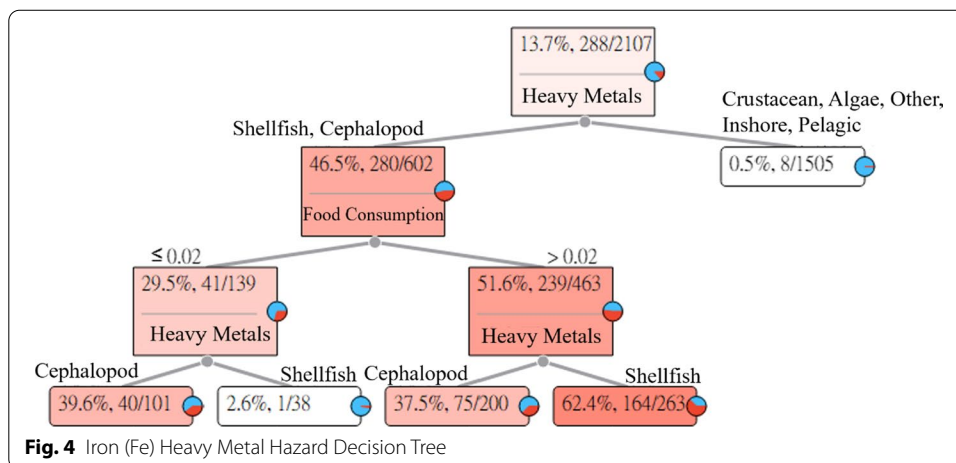 13.7%, 288/2107
Heavy Metals
Crustacean, Algae, Other,
Inshore, Pelagic
Shellfish, Cephalopod
46.5%, 280/602
0.5%, 8/1505
Food Consumption
≤ 0.02
> 0.02
29.5%, 41/139
51.6%, 239/463
Heavy Metals
Heavy Metals
Cephalopod
Shellfish
Cephalopod
Shellfish
39.6%, 40/101
2.6%, 1/38
37.5%, 75/200
62.4%, 164/263
Fig. 4 Iron (Fe) Heavy Metal Hazard Decision Tree